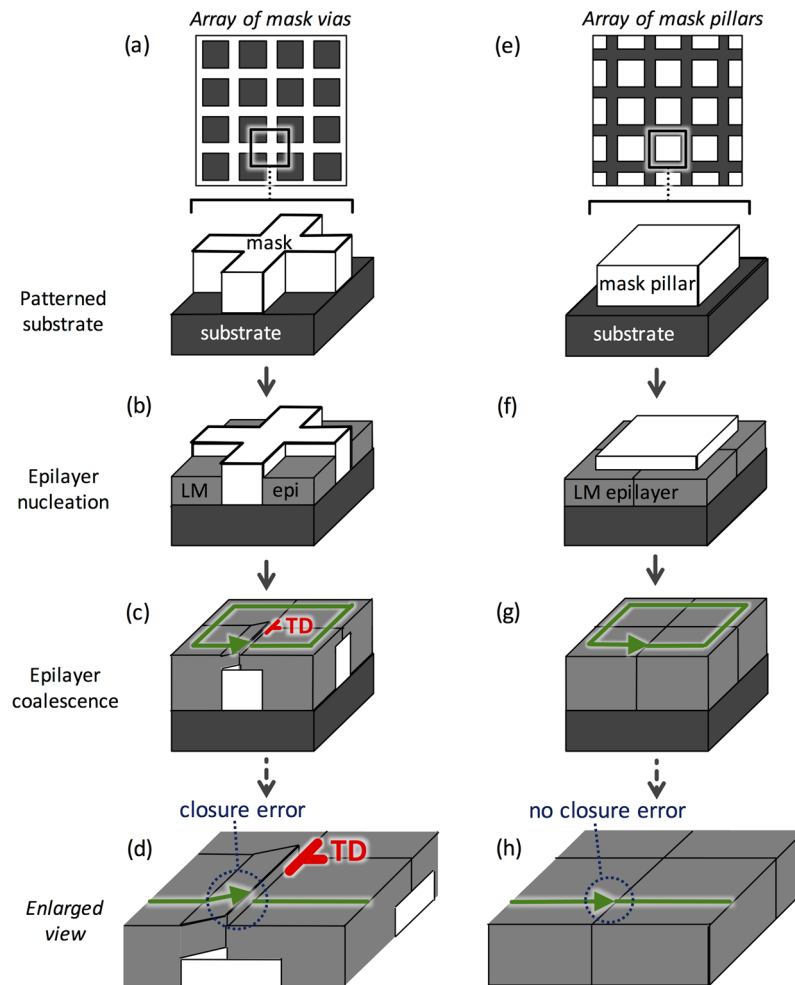 Array of mask vias
Array of mask pillars
(a)
(e)
mask
substrate
mask pillar
substrate
Patterned
substrate
(b)
(f)
LM
epi
LM epilayer
Epilayer
nucleation
(c)
TD
(g)
Epilayer
coalescence
closure error
no closure error
(d)
TD
(h)
Enlarged
view